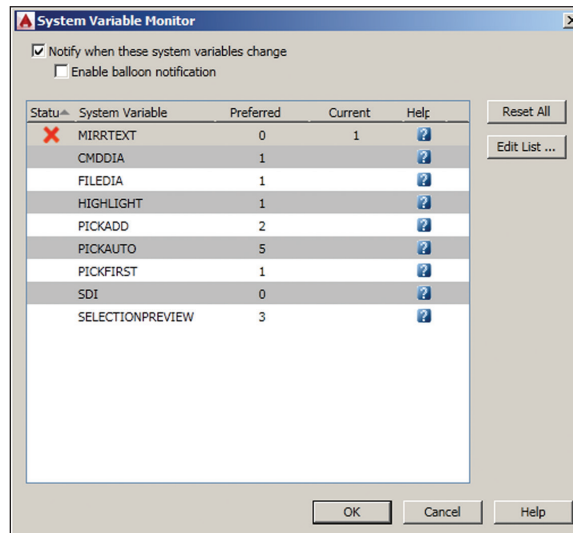 System Variable Monitor
Notify when these system variables change
Enable balloon notification
Statu System Variable Preferred Current Help
MIRRTEXT 0 1
CMDDIA 1
FILEDIA 1
HIGHLIGHT 1
PICKADD 2
PICKAUTO 5
PICKFIRST 1
SDI 0
SELECTIONPREVIEW 3
Reset All
Edit List ...
OK Cancel Help